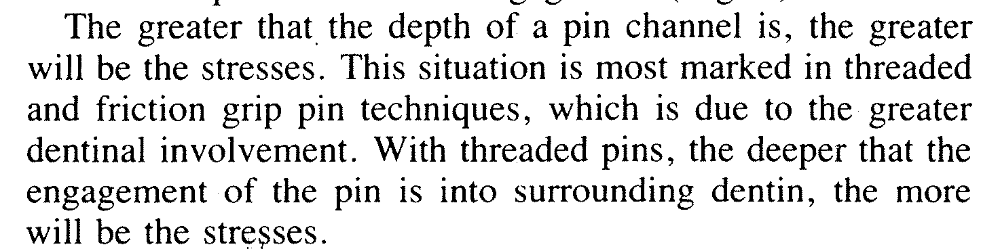 The greater that the depth of a pin channel is, the greater
will be the stresses. This situation is most marked in threaded
and friction grip pin techniques, which is due to the greater
dentinal involvement. With threaded pins, the deeper that the
engagement of the pin is into surrounding dentin, the more
will be the stresses.